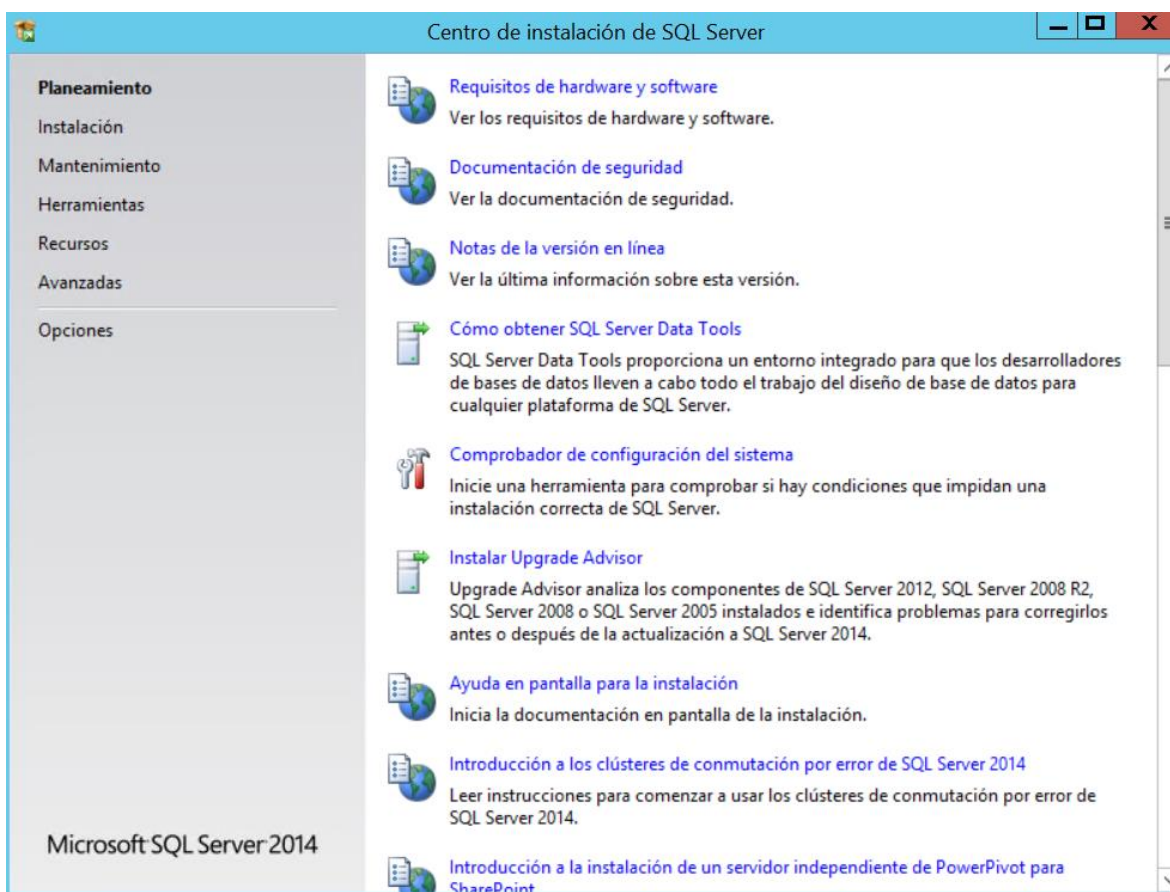 Centro de instalación de SQL Server
Planeamiento
Instalación
Mantenimiento
Herramientas
Recursos
Avanzadas
Opciones
Microsoft SQL Server 2014
Requisitos de hardware y software
Ver los requisitos de hardware y software.
Documentación de seguridad
Ver la documentación de seguridad.
Notas de la versión en línea
Ver la última información sobre esta versión.
Cómo obtener SQL Server Data Tools
SQL Server Data Tools proporciona un entorno integrado para que los desarrolladores
de bases de datos lleven a cabo todo el trabajo del diseño de base de datos para
cualquier plataforma de SQL Server.
Comprobador de configuración del sistema
Inicie una herramienta para comprobar si hay condiciones que impidan una
instalación correcta de SQL Server.
Instalar Upgrade Advisor
Upgrade Advisor analiza los componentes de SQL Server 2012, SQL Server 2008 R2,
SQL Server 2008 o SQL Server 2005 instalados e identifica problemas para corregirlos
antes o después de la actualización a SQL Server 2014.
Ayuda en pantalla para la instalación
Inicia la documentación en pantalla de la instalación.
Introducción a los clústeres de conmutación por error de SQL Server 2014
Leer instrucciones para comenzar a usar los clústeres de conmutación por error de
SQL Server 2014.
Introducción a la instalación de un servidor independiente de PowerPivot para
SharePoint